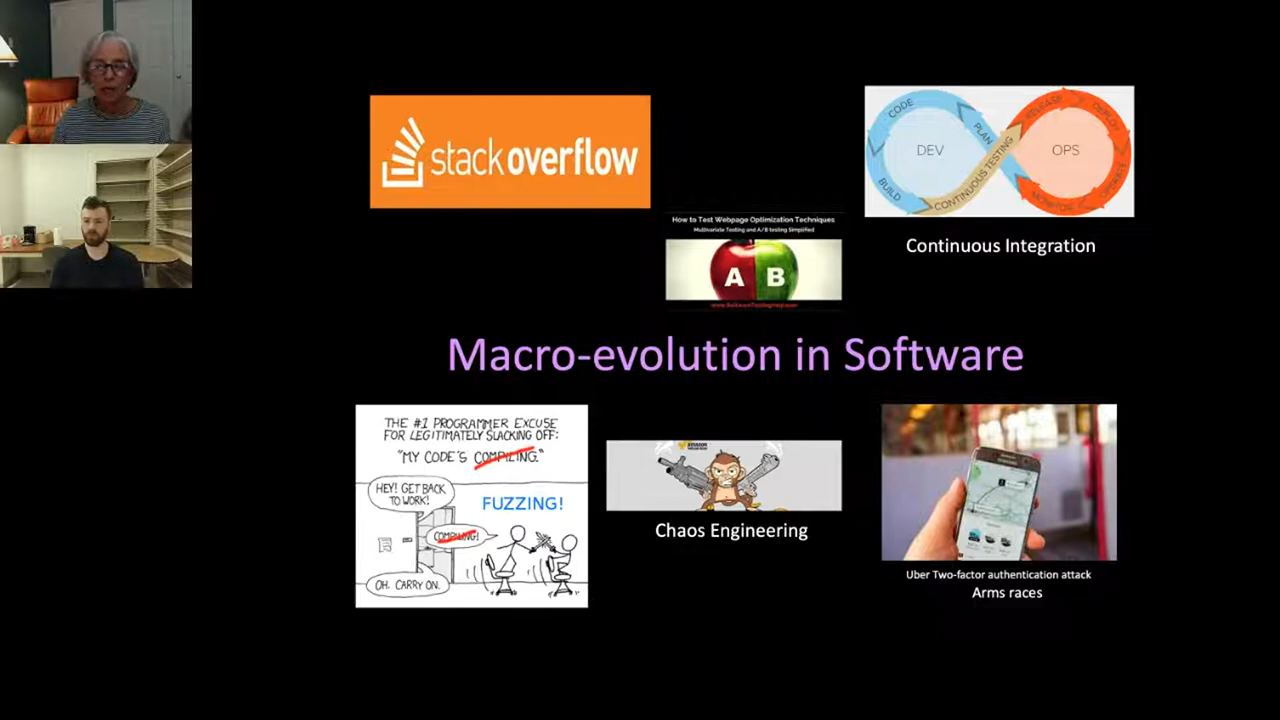 stackoverflow
CODE
PLAN
BUILD
CONTINUOUS TESTING
DEV
RELEASE
DEPLOY
OPERATE
MONITOR
OPS
Continuous Integration
How to Test Webpage Optimization Techniques
Multivariate Testing and A/B testing Simplified
A B
Macro-evolution in Software
THE #1 PROGRAMMER EXCUSE
FOR LEGITIMATELY SLACKING OFF:
"MY CODE'S COMPILING."
HEY! GET BACK
TO WORK!
FUZZING!
COMPILING!
OH. CARRY ON.
amazon
Chaos Engineering
SAMSUNG
Uber Two-factor authentication attack
Arms races